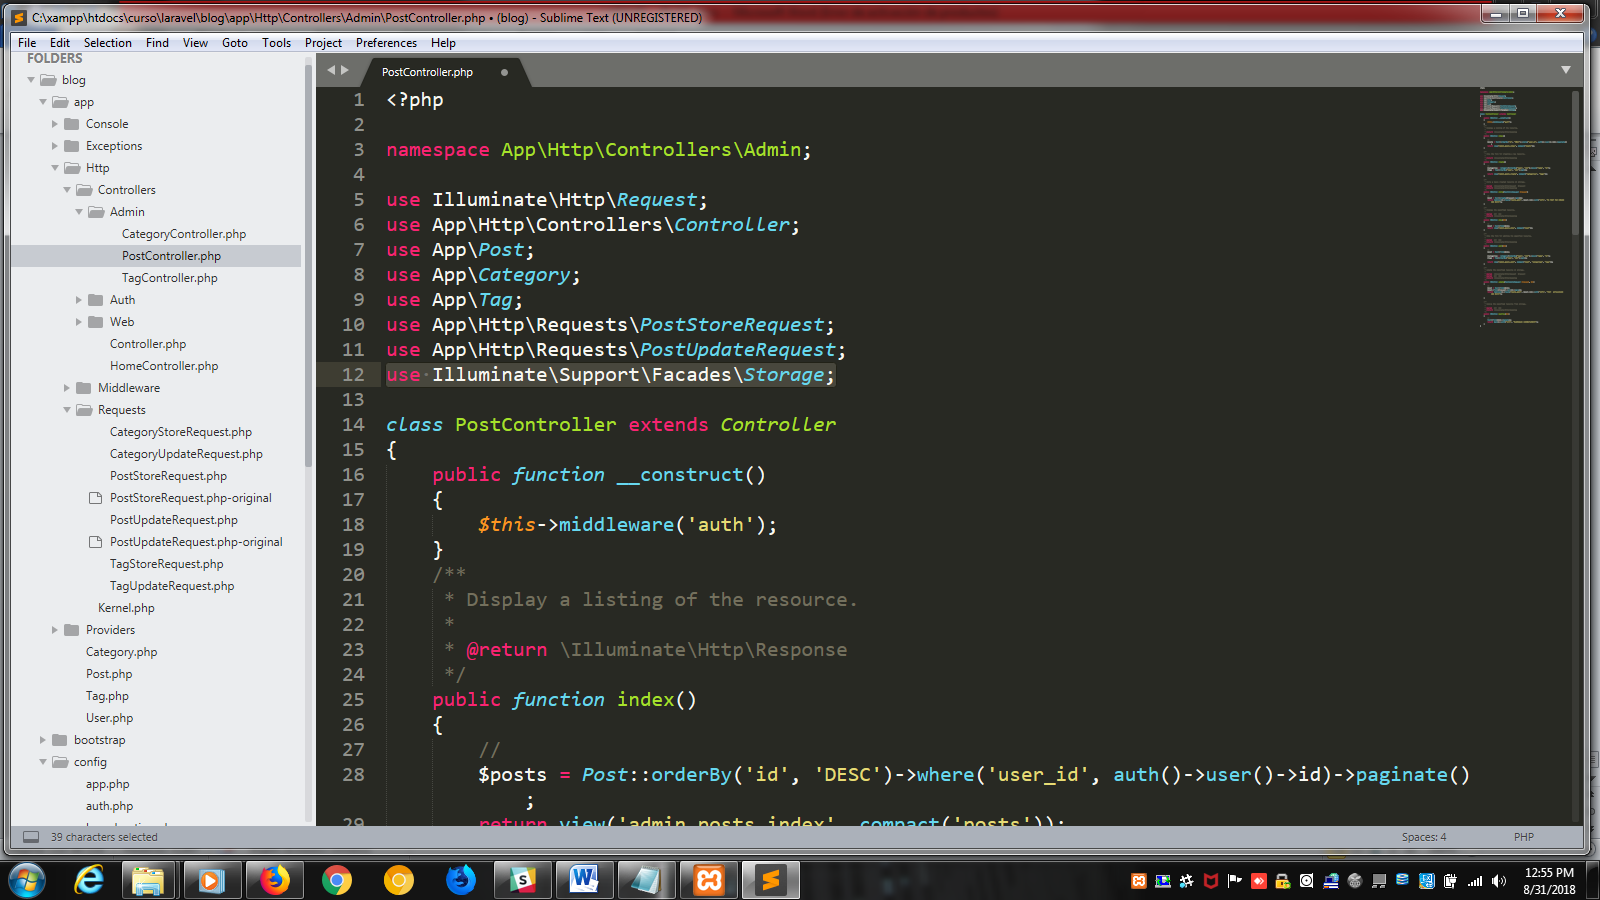 C:\xampp\htdocs\curso\laravel\blog\app\Http\Controllers\Admin\PostController.php • (blog) - Sublime Text (UNREGISTERED)
File Edit Selection Find View Goto Tools Project Preferences Help
FOLDERS
blog
app
Console
Exceptions
Http
Controllers
Admin
CategoryController.php
PostController.php
TagController.php
Auth
Web
Controller.php
HomeController.php
Middleware
Requests
CategoryStoreRequest.php
CategoryUpdateRequest.php
PostStoreRequest.php
PostStoreRequest.php-original
PostUpdateRequest.php
PostUpdateRequest.php-original
TagStoreRequest.php
TagUpdateRequest.php
Kernel.php
Providers
Category.php
Post.php
Tag.php
User.php
bootstrap
config
app.php
auth.php
PostController.php
1 <?php
2
3 namespace App\Http\Controllers\Admin;
4
5 use Illuminate\Http\Request;
6 use App\Http\Controllers\Controller;
7 use App\Post;
8 use App\Category;
9 use App\Tag;
10 use App\Http\Requests\PostStoreRequest;
11 use App\Http\Requests\PostUpdateRequest;
12 use Illuminate\Support\Facades\Storage;
13
14 class PostController extends Controller
15 {
16 public function __construct()
17 {
18 $this->middleware('auth');
19 }
20 /**
21 * Display a listing of the resource.
22 *
23 * @return \Illuminate\Http\Response
24 */
25 public function index()
26 {
27 //
28 $posts = Post::orderBy('id', 'DESC')->where('user_id', auth()->user()->id)->paginate()
;
29 return view('admin.posts.index', compact('posts'));
39 characters selected
Spaces: 4
PHP
12:55 PM
8/31/2018